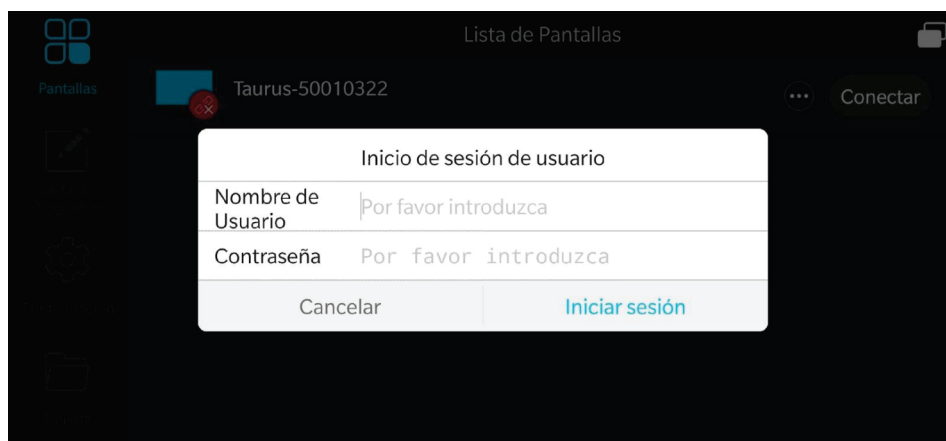 Lista de Pantallas
Pantallas
Taurus-50010322
Conectar
Inicio de sesión de usuario
Nombre de
Usuario
Por favor introduzca
Contraseña
Por favor introduzca
Cancelar
Iniciar sesión